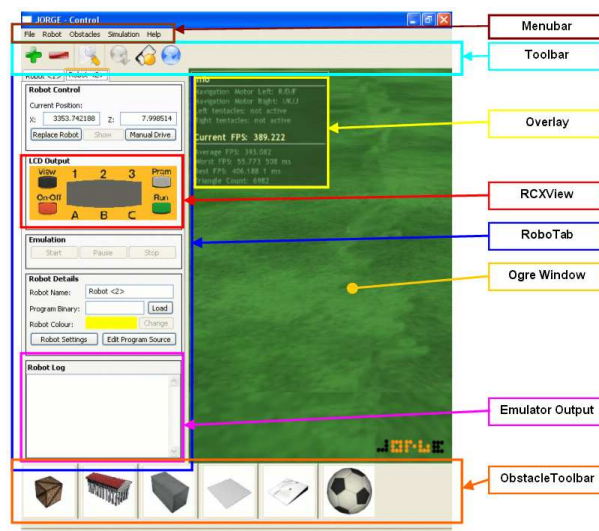 JORGE - Control
Menubar
File Robot Obstacles Simulation Help
Toolbar
Robot <1> Robot <2>
Robot Control
Current Position:
X: 3353.742188 Z: 7.998514
Replace Robot Show Manual Drive
Info
Navigation Motor Left: R/D/F
Navigation Motor Right: U/K/J
Left tentacles: not active
Right tentacles: not active
Current FPS: 389.222
Average FPS: 393.082
Worst FPS: 55.773 508 ms
Best FPS: 406.188 1 ms
Triangle Count: 6982
Overlay
LCD Output
View 1 2 3 Prgm
On-Off A B C Run
RCXView
RoboTab
Emulation
Start Pause Stop
Ogre Window
Robot Details
Robot Name: Robot <2>
Program Binary: Load
Robot Colour: Change
Robot Settings Edit Program Source
Robot Log
Emulator Output
JORGE
ObstacleToolbar